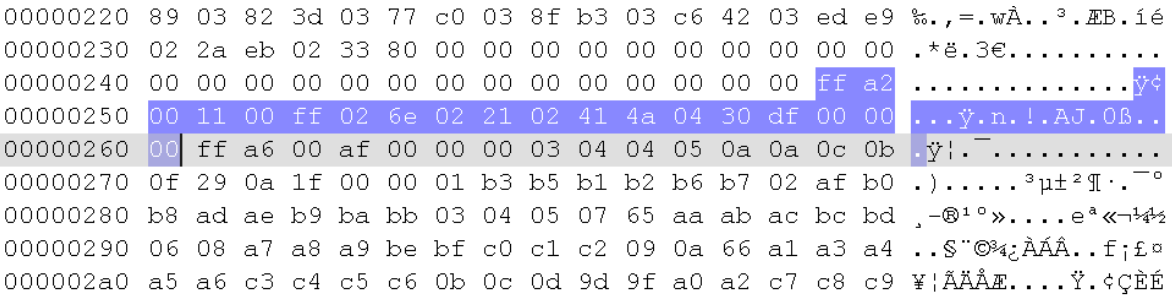 00000220 89 03 82 3d 03 77 c0 03 8f b3 03 c6 42 03 ed e9 ‰.‚=.wÀ..³.ÆB.íé
00000230 02 2a eb 02 33 80 00 00 00 00 00 00 00 00 00 00 .*ë.3€..........
00000240 00 00 00 00 00 00 00 00 00 00 00 00 00 00 ff a2 ..............ÿ¢
00000250 00 11 00 ff 02 6e 02 21 02 41 4a 04 30 df 00 00 ...ÿ.n.!.AJ.0ß..
00000260 00 ff a6 00 af 00 00 00 03 04 04 05 0a 0a 0c 0b .ÿ¦.¯...........
00000270 0f 29 0a 1f 00 00 01 b3 b5 b1 b2 b6 b7 02 af b0 .).....³µ±²¶·.¯°
00000280 b8 ad ae b9 ba bb 03 04 05 07 65 aa ab ac bc bd ¸-®¹º»....eª«¬¼½
00000290 06 08 a7 a8 a9 be bf c0 c1 c2 09 0a 66 a1 a3 a4 ..§¨©¾¿ÀÁÂ..f¡£¤
000002a0 a5 a6 c3 c4 c5 c6 0b 0c 0d 9d 9f a0 a2 c7 c8 c9 ¥¦ÃÄÅÆ....Ÿ.¢ÇÈÉ